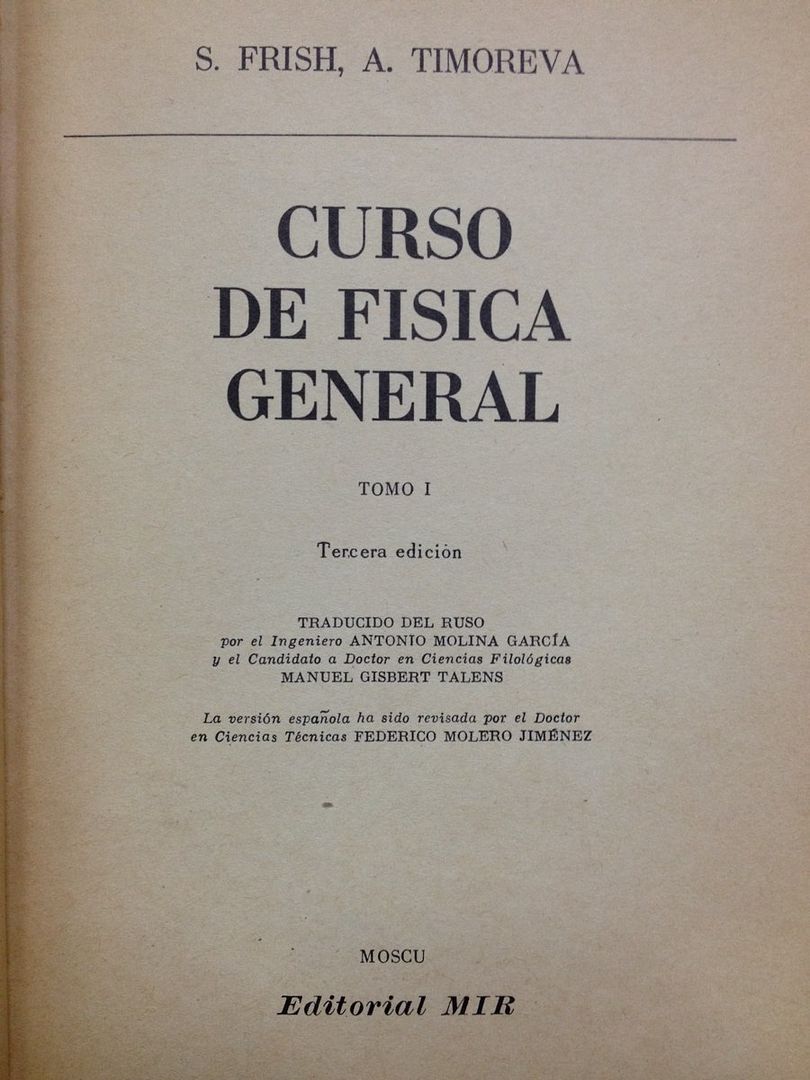 S. FRISH, A. TIMOREVA
CURSO
DE FISICA
GENERAL
TOMO I
Tercera edición
TRADUCIDO DEL RUSO
por el Ingeniero ANTONIO MOLINA GARCÍA
y el Candidato a Doctor en Ciencias Filológicas
MANUEL GISBERT TALENS
La versión española ha sido revisada por el Doctor
en Ciencias Técnicas FEDERICO MOLERO JIMÉNEZ
MOSCU
Editorial MIR